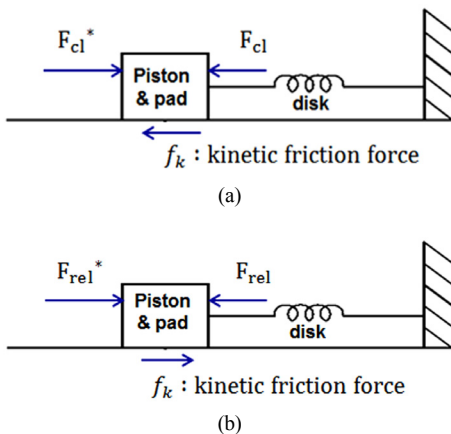 F_cl* F_cl
Piston
& pad
disk
f_k : kinetic friction force
(a)
F_rel* F_rel
Piston
& pad
disk
f_k : kinetic friction force
(b)